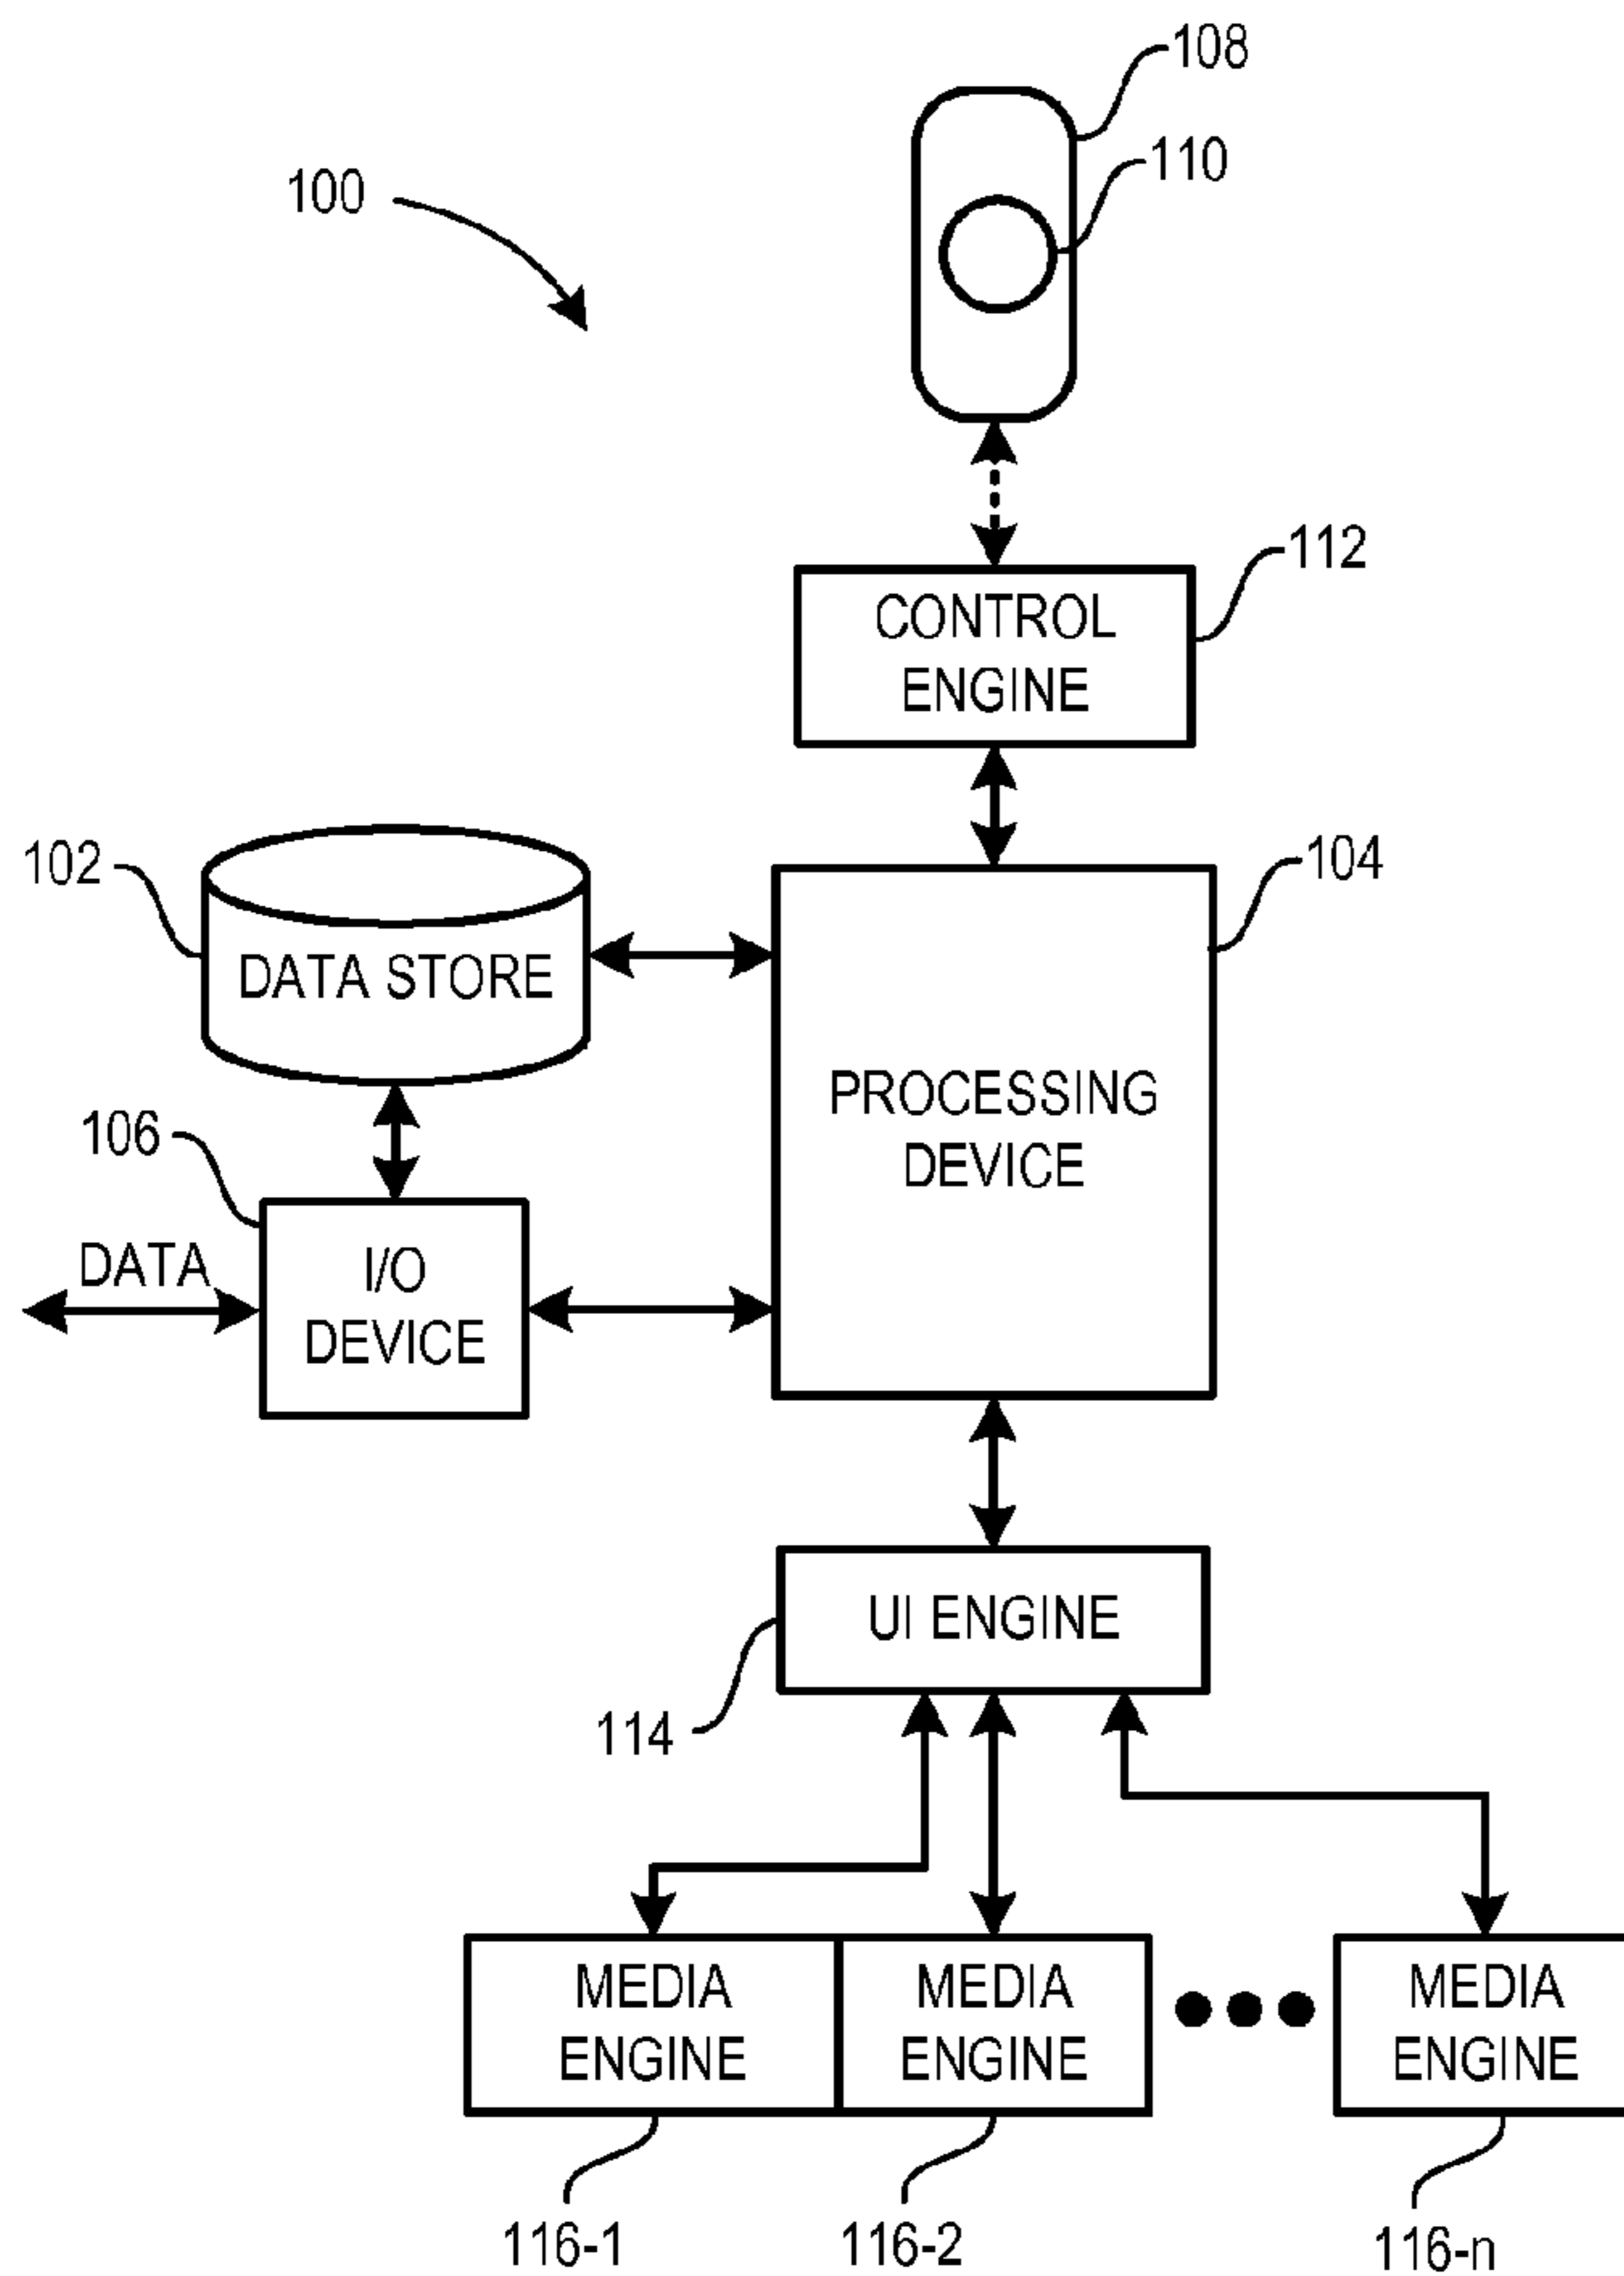 108
110
100
112
CONTROL
ENGINE
102
104
DATA STORE
PROCESSING
DEVICE
106
DATA
I/O
DEVICE
UI ENGINE
114
MEDIA
ENGINE
MEDIA
ENGINE
MEDIA
ENGINE
116-1
116-2
116-n